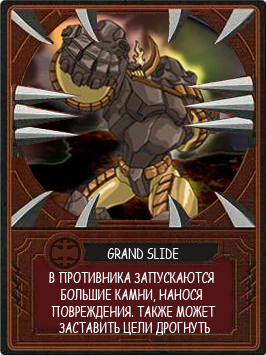 GRAND SLIDE
В ПРОТИВНИКА ЗАПУСКАЮТСЯ
БОЛЬШИЕ КАМНИ, НАНОСЯ
ПОВРЕЖДЕНИЯ. ТАКЖЕ МОЖЕТ
ЗАСТАВИТЬ ЦЕЛИ ДРОГНУТЬ